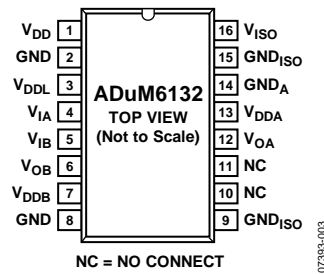 VDD 1
GND 2
VDDL 3
VIA 4
VIB 5
VOB 6
VDDB 7
GND 8
ADuM6132
TOP VIEW
(Not to Scale)
16 VISO
15 GNDISO
14 GNDA
13 VDDA
12 VOA
11 NC
10 NC
9 GNDISO
NC = NO CONNECT
07393-003